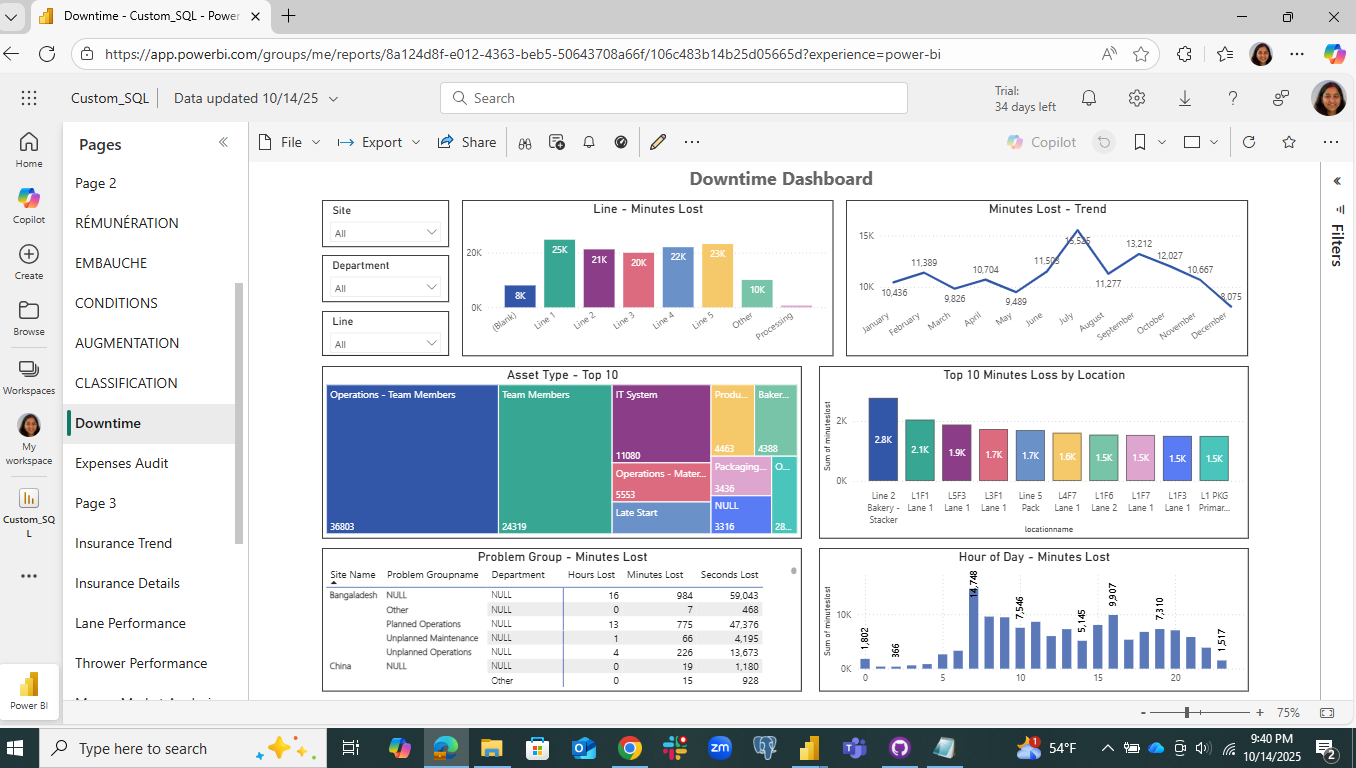 Downtime - Custom_SQL - Power
https://app.powerbi.com/groups/me/reports/8a124d8f-e012-4363-beb5-50643708a66f/106c483b14b25d05665d?experience=power-bi
Custom_SQL
Data updated 10/14/25
Search
Trial:
34 days left
Home
Copilot
Create
Browse
Workspaces
My
workspace
Custom_SQ
L
Power BI
Pages
Page 2
RÉMUNÉRATION
EMBAUCHE
CONDITIONS
AUGMENTATION
CLASSIFICATION
Downtime
Expenses Audit
Page 3
Insurance Trend
Insurance Details
Lane Performance
Thrower Performance
File
Export
Share
Copilot
Filters
Downtime Dashboard
Site
All
Department
All
Line
All
Line - Minutes Lost
20K
0K
8K
25K
21K
20K
22K
23K
10K
(Blank)
Line 1
Line 2
Line 3
Line 4
Line 5
Other
Processing
Minutes Lost - Trend
15K
10K
10,436
11,389
9,826
10,704
9,489
11,277
13,212
12,027
10,667
8,075
January
February
March
April
May
June
July
August
September
October
November
December
Asset Type - Top 10
Operations - Team Members
36803
Team Members
24319
IT System
11080
Operations - Mater...
5553
Late Start
Produ...
4463
Baker...
4388
Packaging...
3436
NULL
3316
O...
28...
Top 10 Minutes Loss by Location
Sum of minuteslost
2K
0K
2.8K
2.1K
1.9K
1.7K
1.7K
1.6K
1.5K
1.5K
1.5K
1.5K
Line 2 Bakery - Stacker
L1F1 Lane 1
L5F3 Lane 1
L3F1 Lane 1
Line 5 Pack
L4F7 Lane 1
L1F6 Lane 2
L1F7 Lane 1
L1F3 Lane 1
L1 PKG Primar...
locationname
Problem Group - Minutes Lost
Site Name Problem Groupname Department Hours Lost Minutes Lost Seconds Lost
Bangladesh NULL NULL 16 984 59,043
Other NULL 0 7 468
Planned Operations NULL 13 775 47,376
Unplanned Maintenance NULL 1 66 4,195
Unplanned Operations NULL 4 226 13,673
China NULL NULL 0 19 1,180
Other NULL 0 15 928
Hour of Day - Minutes Lost
Sum of minuteslost
10K
0K
1,802
366
14,748
7,546
5,145
9,907
7,310
1,517
0
5
10
15
20
75%
Type here to search
zm
1
54°F
9:40 PM
10/14/2025
2